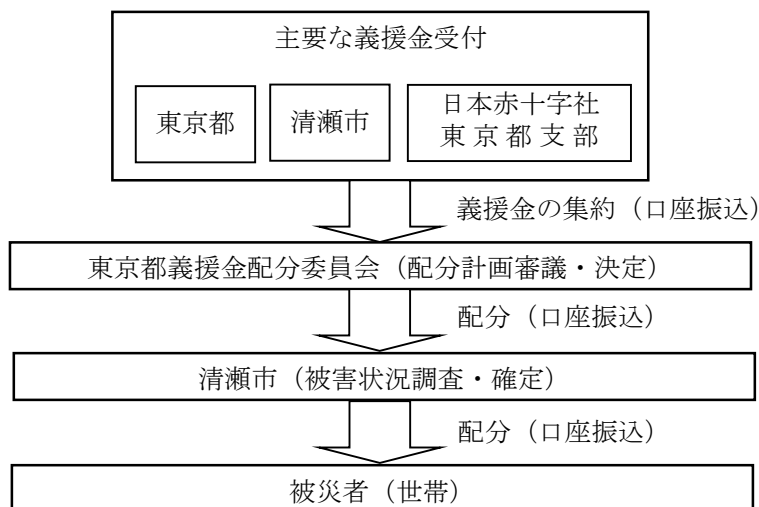 主要な義援金受付
東京都
清瀬市
日本赤十字社
東京都支部
義援金の集約（口座振込）
東京都義援金配分委員会（配分計画審議・決定）
配分（口座振込）
清瀬市（被害状況調査・確定）
配分（口座振込）
被災者（世帯）